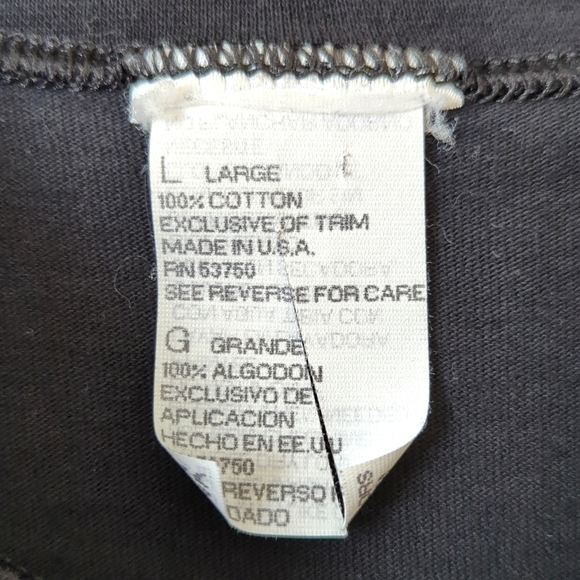 L LARGE
100% COTTON
EXCLUSIVE OF TRIM
MADE IN U.S.A.
RN 53750
SEE REVERSE FOR CARE
G GRANDE
100% ALGODON
EXCLUSIVO DE
APLICACION
HECHO EN EE.UU
750
REVERSO
DADO